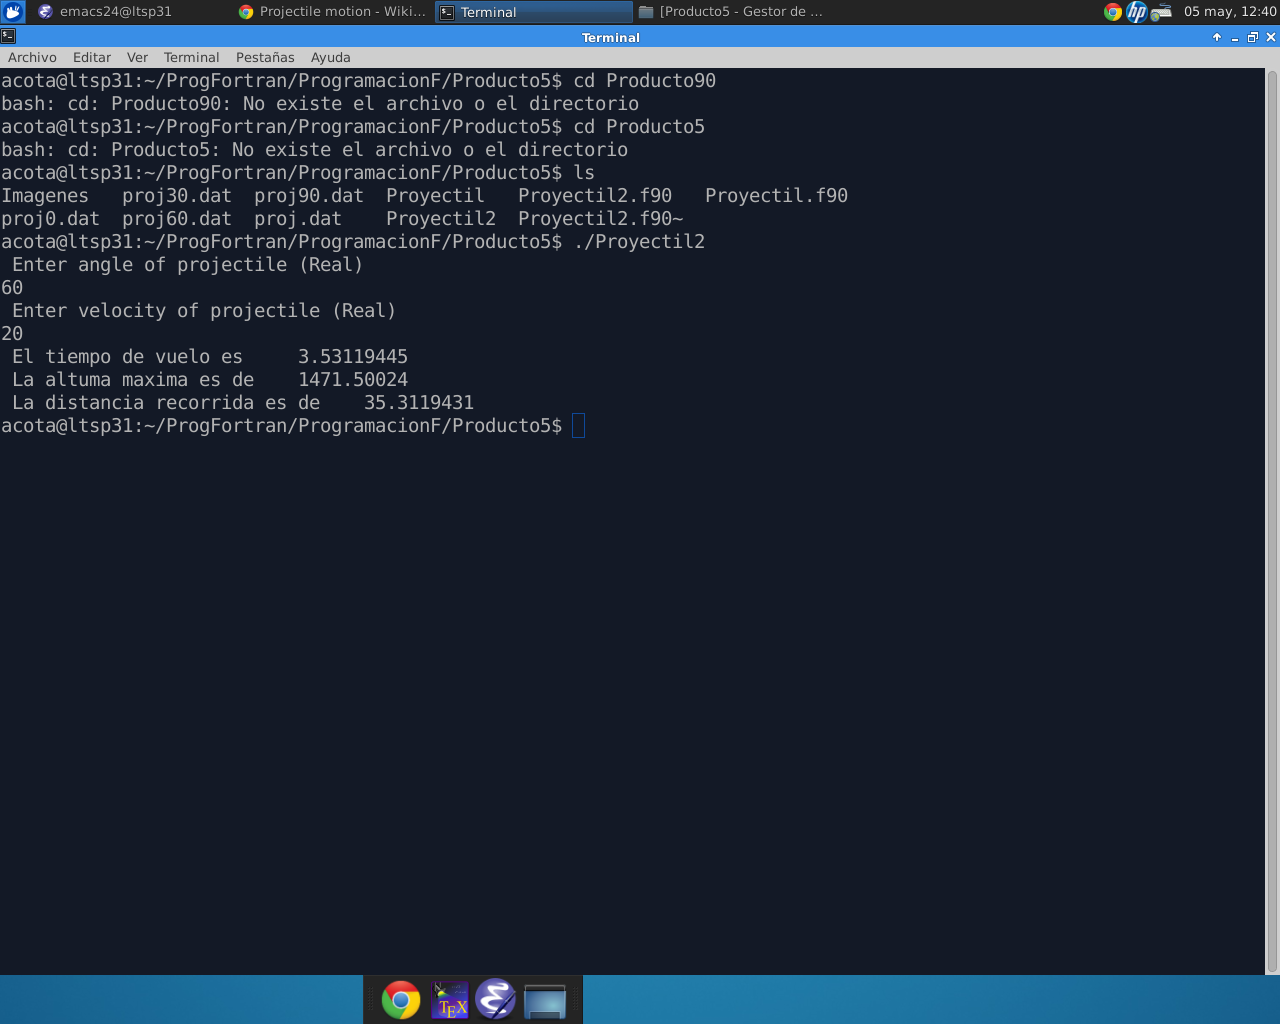 emacs24@ltsp31 Projectile motion - Wiki... Terminal [Producto5 - Gestor de ... hp 05 may, 12:40
Terminal
Archivo Editar Ver Terminal Pestañas Ayuda
acota@ltsp31:~/ProgFortran/ProgramacionF/Producto5$ cd Producto90
bash: cd: Producto90: No existe el archivo o el directorio
acota@ltsp31:~/ProgFortran/ProgramacionF/Producto5$ cd Producto5
bash: cd: Producto5: No existe el archivo o el directorio
acota@ltsp31:~/ProgFortran/ProgramacionF/Producto5$ ls
Imagenes proj30.dat proj90.dat Proyectil Proyectil2.f90 Proyectil.f90
proj0.dat proj60.dat proj.dat Proyectil2 Proyectil2.f90~
acota@ltsp31:~/ProgFortran/ProgramacionF/Producto5$ ./Proyectil2
Enter angle of projectile (Real)
60
Enter velocity of projectile (Real)
20
El tiempo de vuelo es 3.53119445
La altuma maxima es de 1471.50024
La distancia recorrida es de 35.3119431
acota@ltsp31:~/ProgFortran/ProgramacionF/Producto5$
TEX